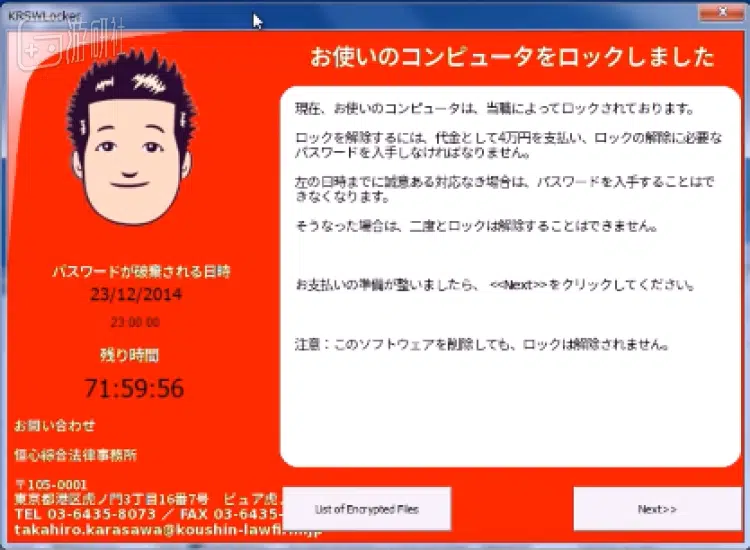 KRSWLocker
游研社
お使いのコンピュータをロックしました
現在、お使いのコンピュータは、当職によってロックされております。
ロックを解除するには、代金として4万円を支払い、ロックの解除に必要な
パスワードを入手しなければなりません。
左の日時までに誠意ある対応なき場合は、パスワードを入手することはで
きなくなります。
そうなった場合は、二度とロックは解除することはできません。
お支払いの準備が整いましたら、 <<Next>>をクリックしてください。
注意：このソフトウェアを削除しても、ロックは解除されません。
パスワードが破棄される日時
23/12/2014
23:00:00
残り時間
71:59:56
お問い合わせ
恒心綜合法律事務所
〒105-0001
東京都港区虎ノ門3丁目16番7号 ピュア虎
TEL 03-6435-8073 / FAX 03-6435-
takahiro.karasawa@koushin-lawfirm.jp
List of Encrypted Files
Next>>